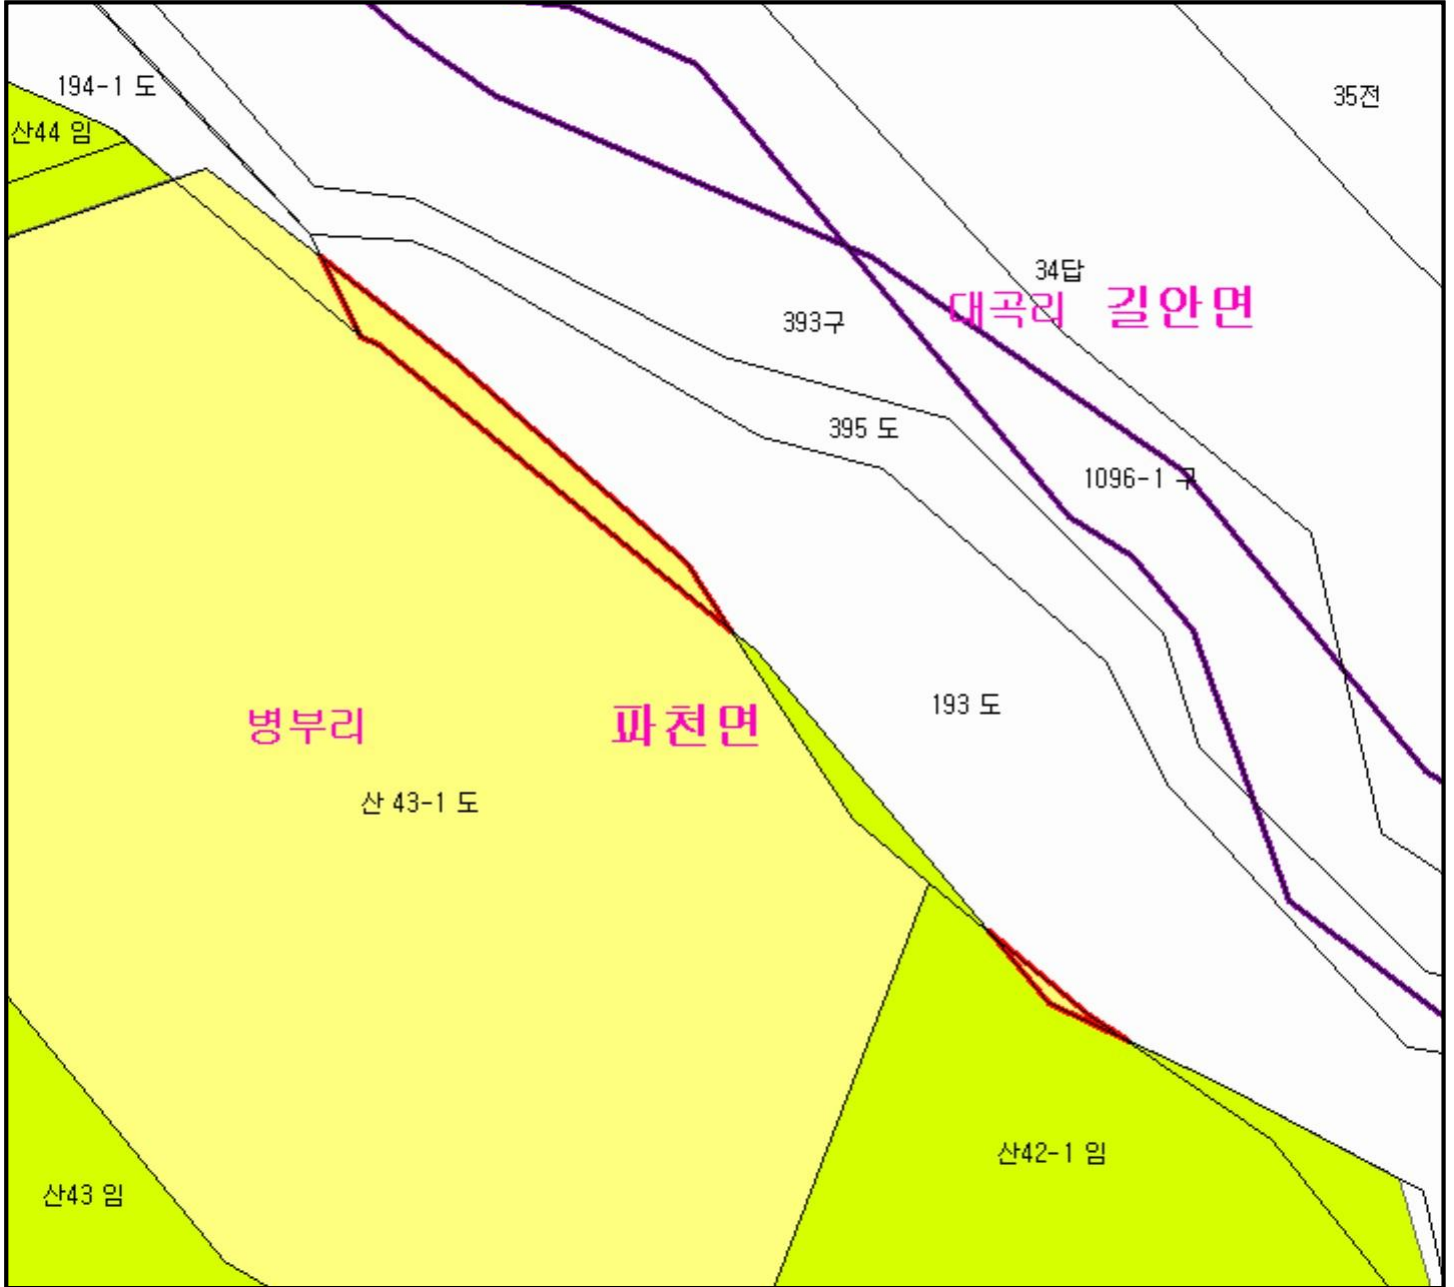 194-1 도
35전
산44 임
34답
대곡리 길안면
393구
395 도
1096-1 구
193 도
병부리 파천면
산 43-1 도
산42-1 임
산43 임